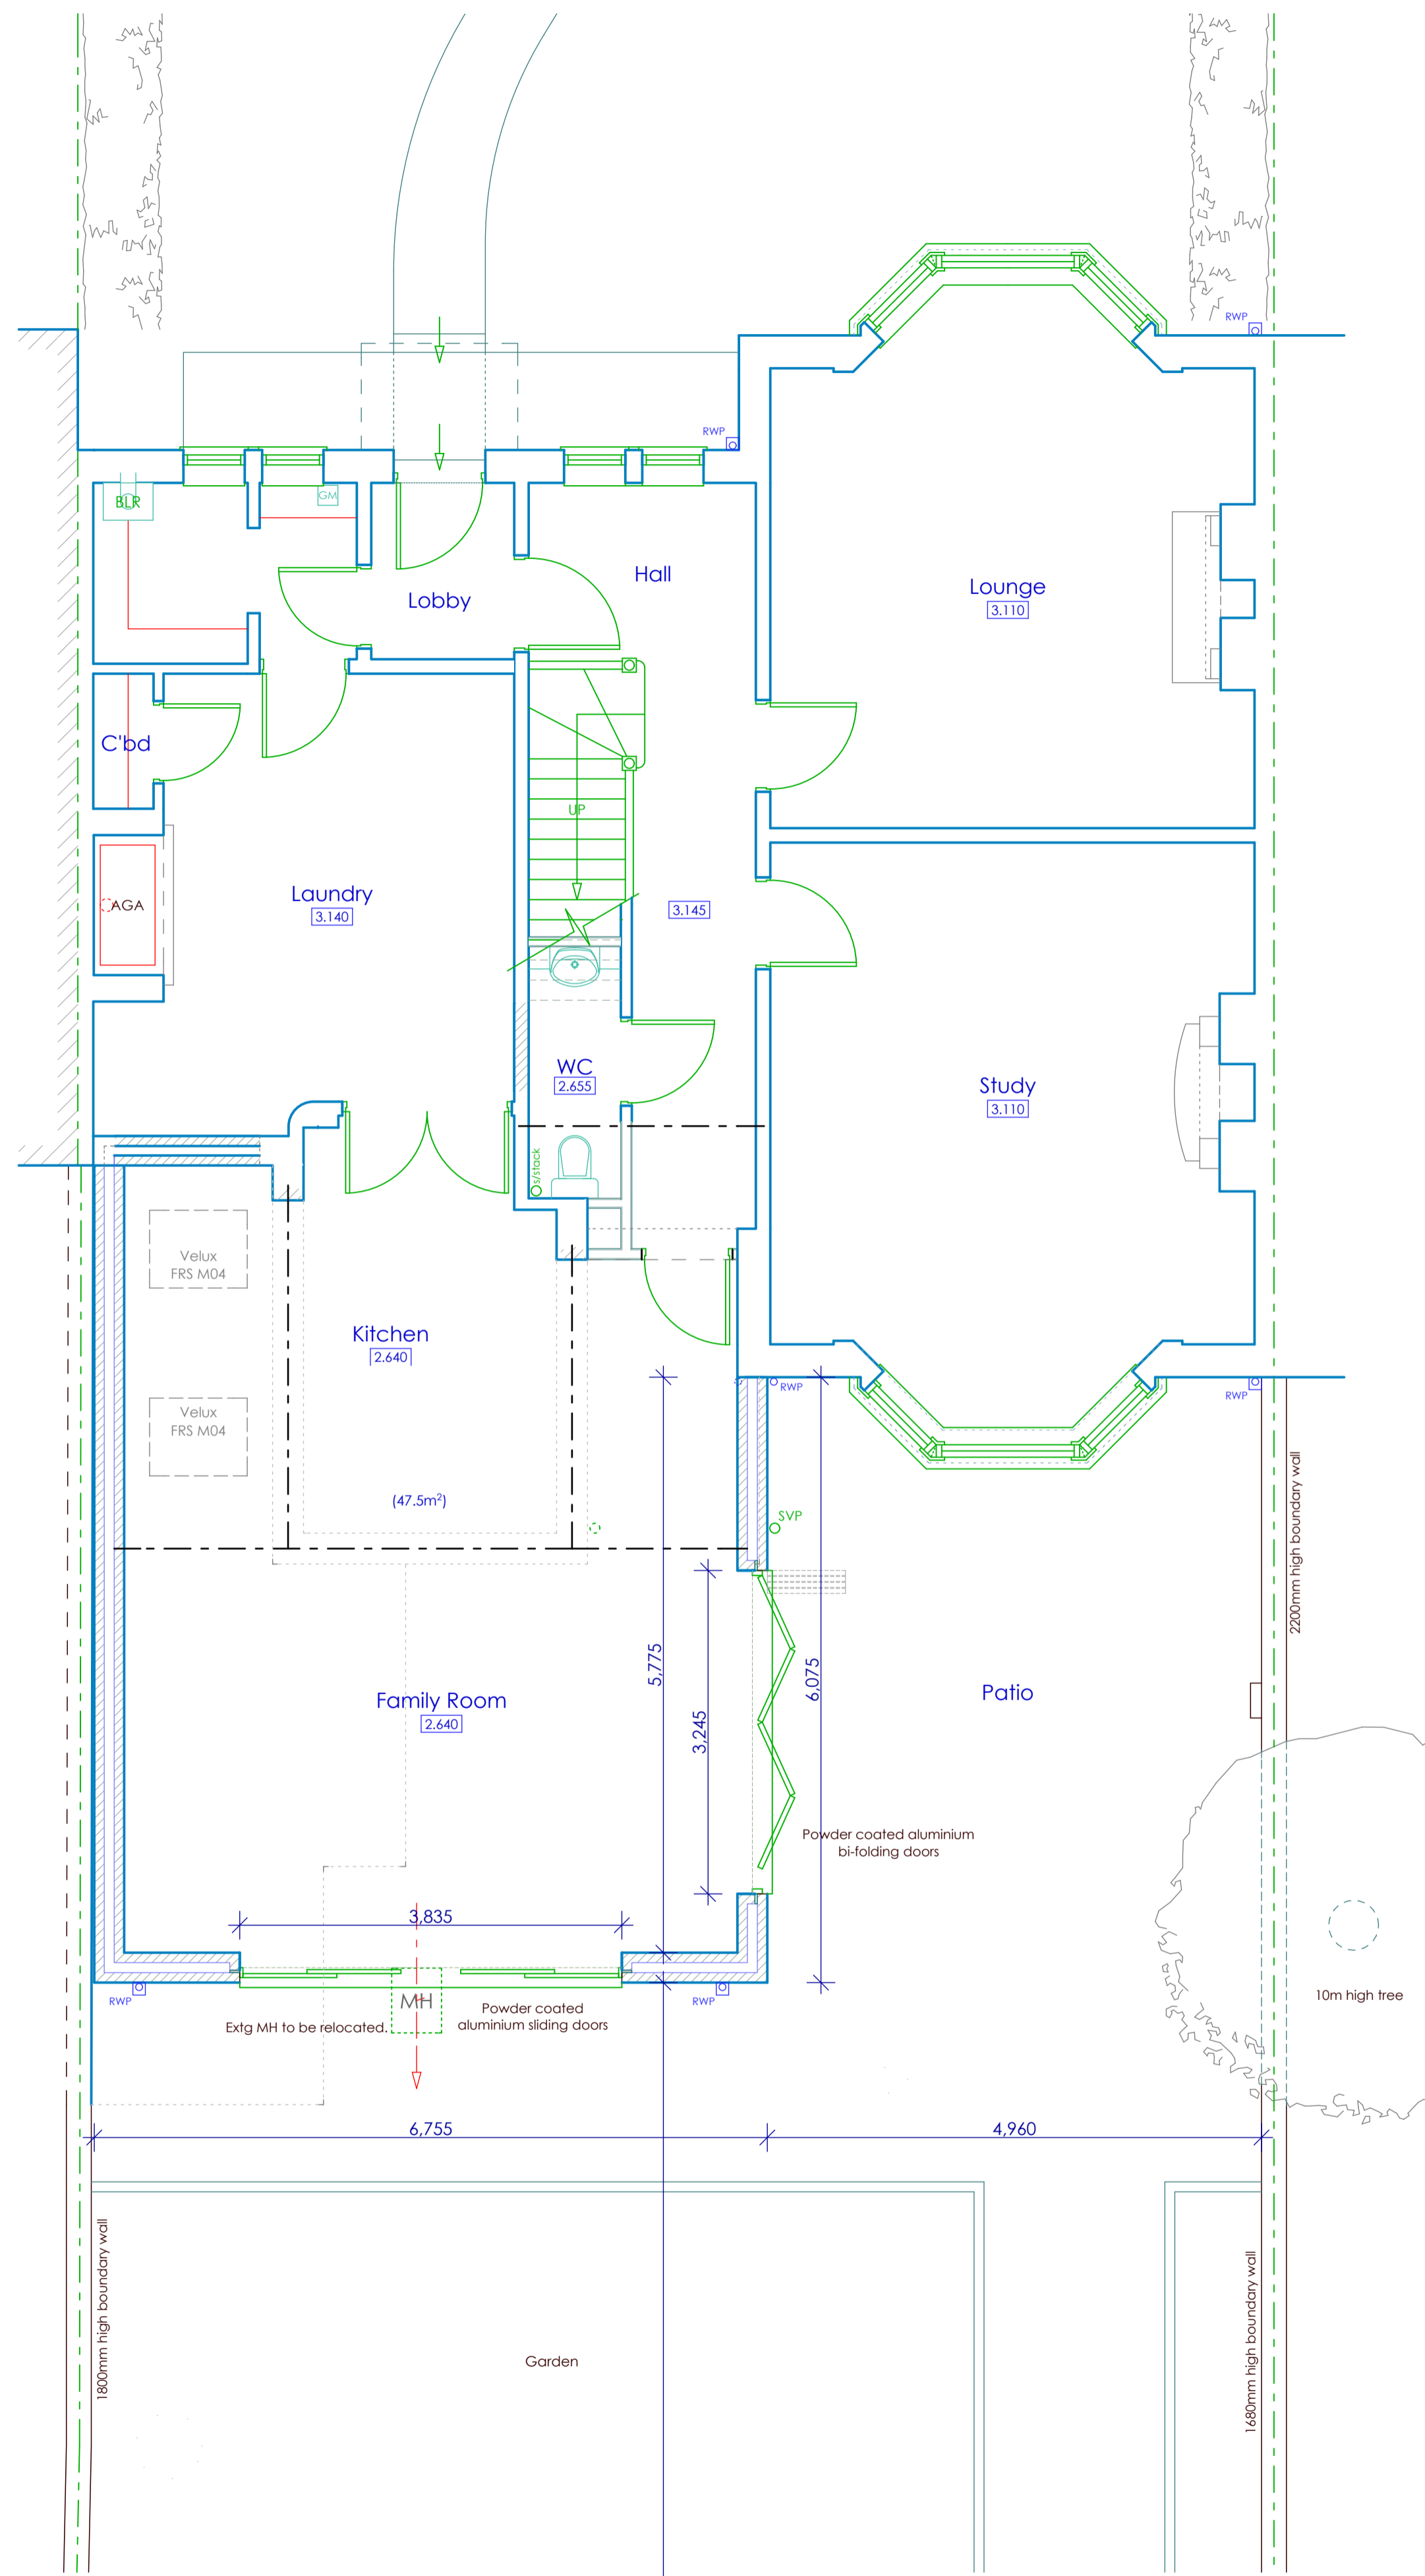 RWP
RWP
BLR
GM
Hall
Lobby
Lounge
3.110
C'bd
UP
AGA
Laundry
3.140
3.145
WC
2.655
Study
3.110
s/stack
Velux
FRS M04
Kitchen
2.640
RWP
RWP
Velux
FRS M04
(47.5m²)
SVP
2200mm high boundary wall
5,775
6,075
3,245
Family Room
2.640
Patio
Powder coated aluminium
bi-folding doors
3,835
RWP
MH
RWP
Extg MH to be relocated.
Powder coated
aluminium sliding doors
10m high tree
6,755
4,960
1800mm high boundary wall
1680mm high boundary wall
Garden